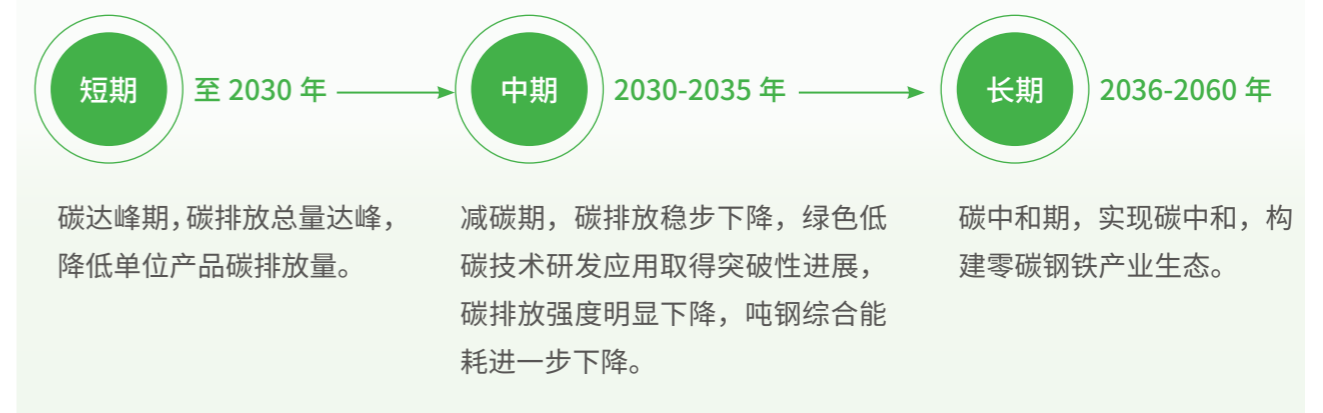 短期
至 2030 年
中期
2030-2035 年
长期
2036-2060 年
碳达峰期，碳排放总量达峰，
降低单位产品碳排放量。
减碳期，碳排放稳步下降，绿色低
碳技术研发应用取得突破性进展，
碳排放强度明显下降，吨钢综合能
耗进一步下降。
碳中和期，实现碳中和，构
建零碳钢铁产业生态。